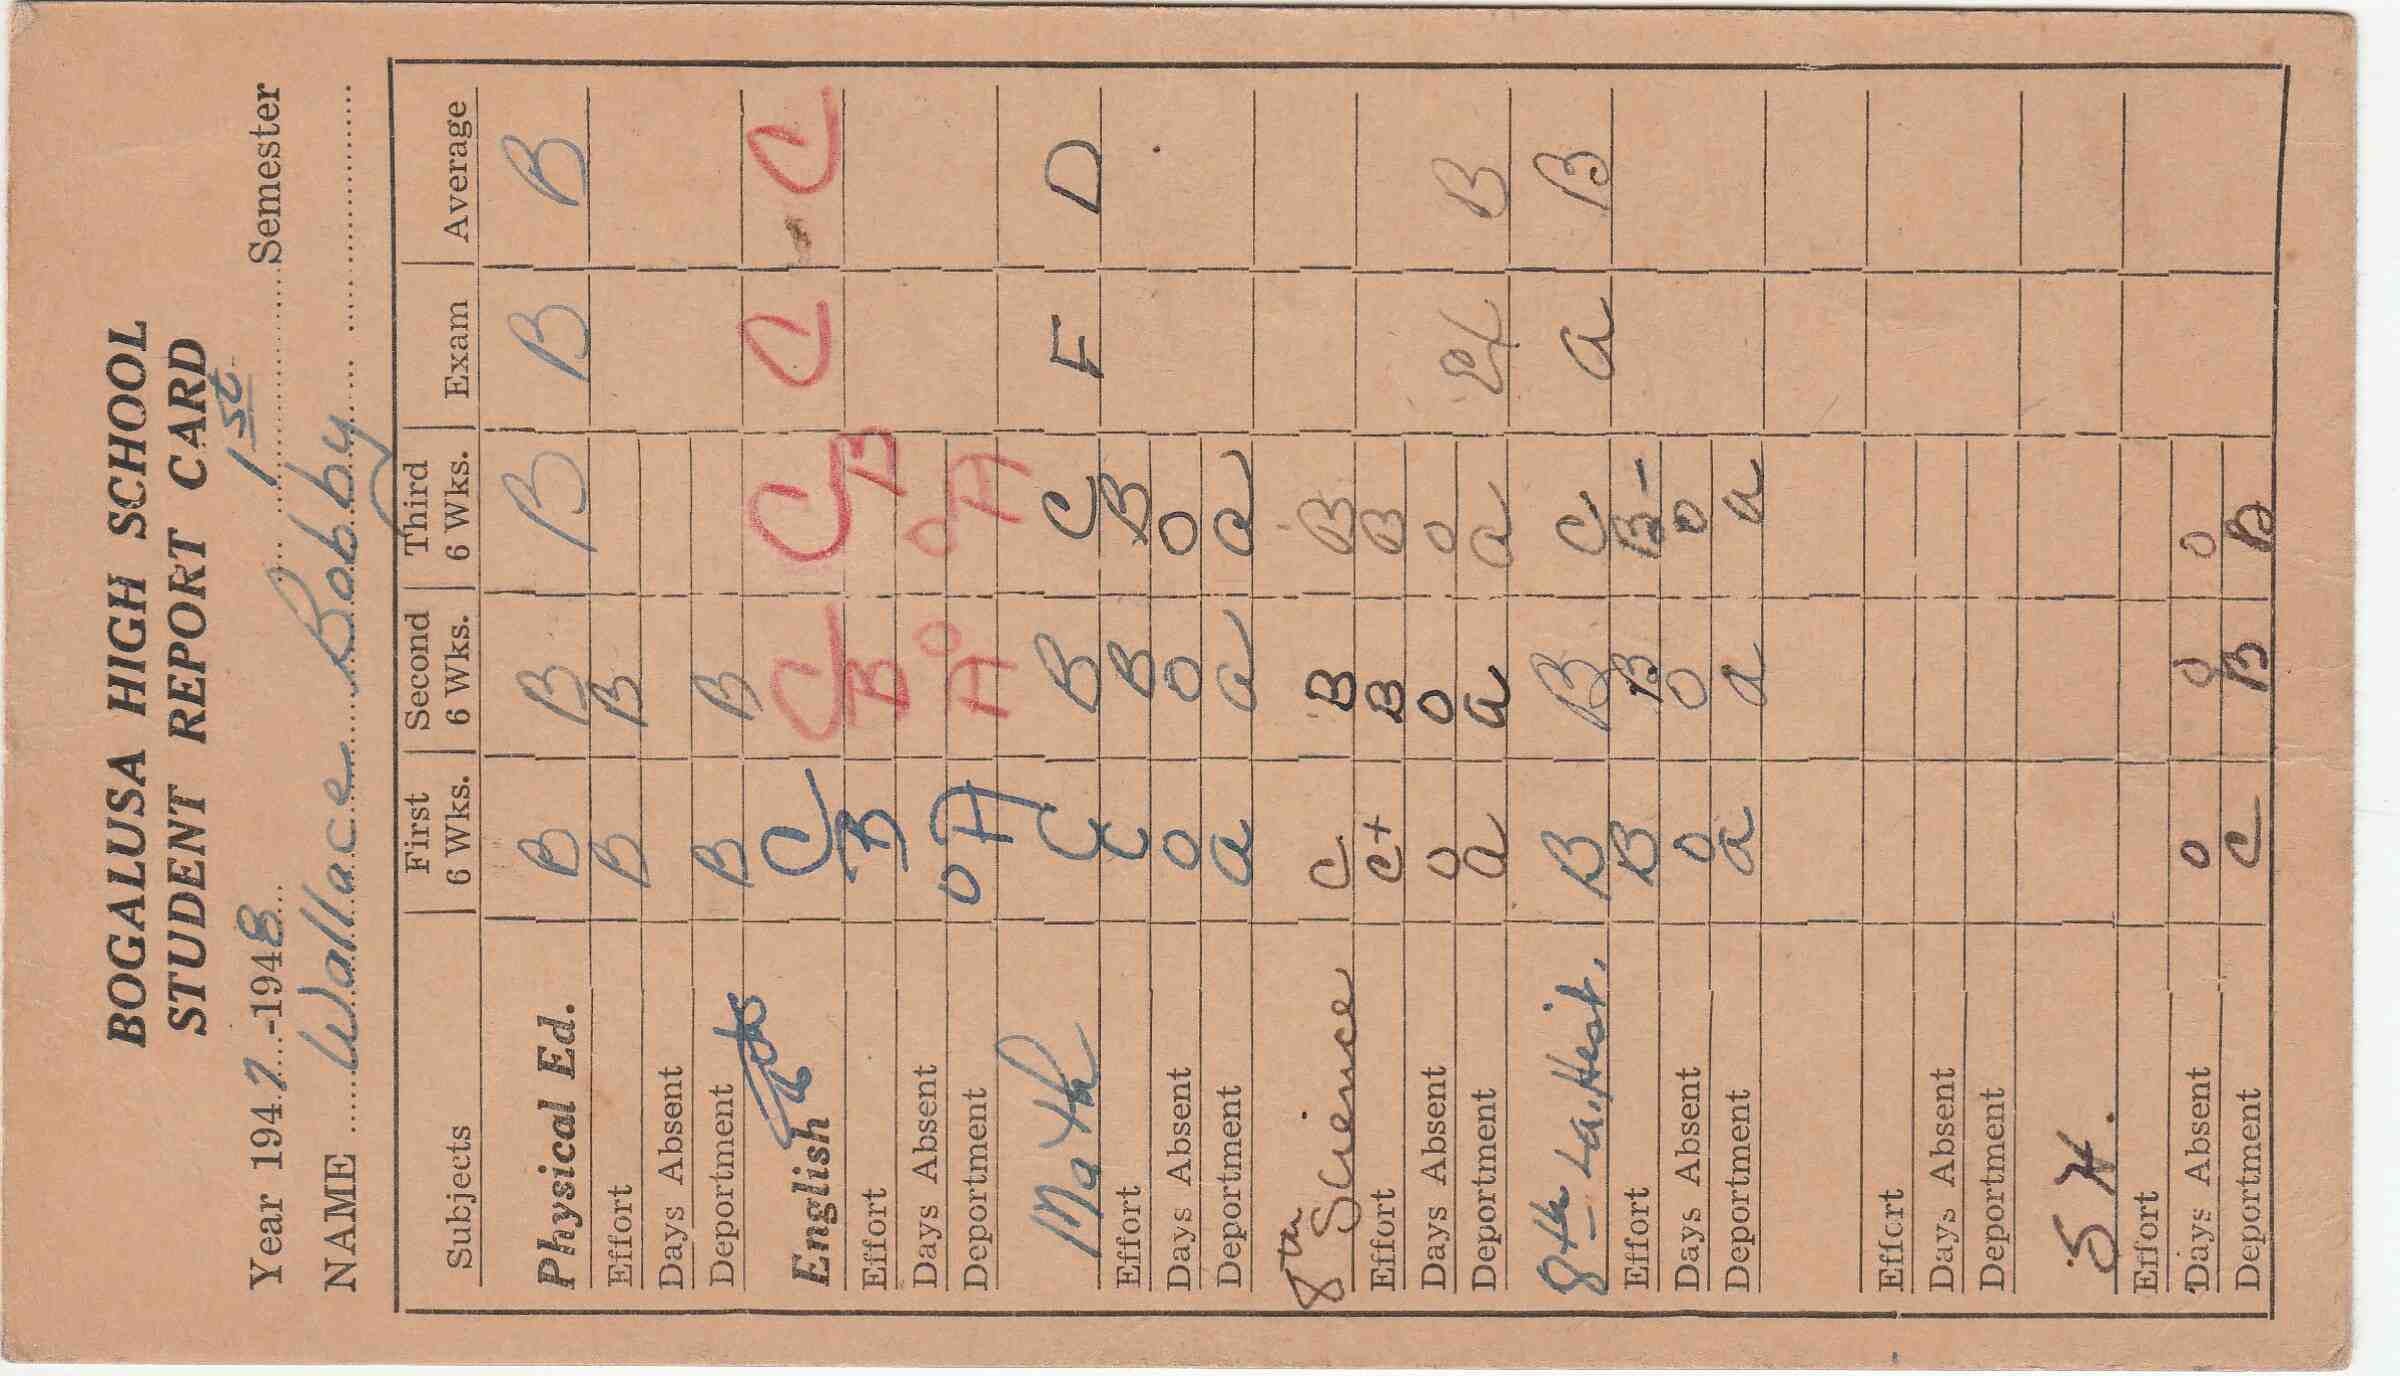 BOGALUSA HIGH SCHOOL
STUDENT REPORT CARD
Year 1947 -1948 1st Semester
NAME Wallace Bobby
Subjects First 6 Wks. Second 6 Wks. Third 6 Wks. Exam Average
Physical Ed. B B B B B
Effort B B
Days Absent
Deportment B B
English 8th C C C C C
Effort B B B
Days Absent 0 0 0
Deportment A A A
Math C B C F D
Effort C B B
Days Absent 0 0 0
Deportment a a a
8th Science C B B
Effort C+ B B
Days Absent 0 0 0
Deportment a a a Ex B
8th La. Hist. B B C a B
Effort B B B-
Days Absent 0 0 0
Deportment a a a
Effort
Days Absent
Deportment
S H.
Effort
Days Absent 0 0 0
Deportment C B B